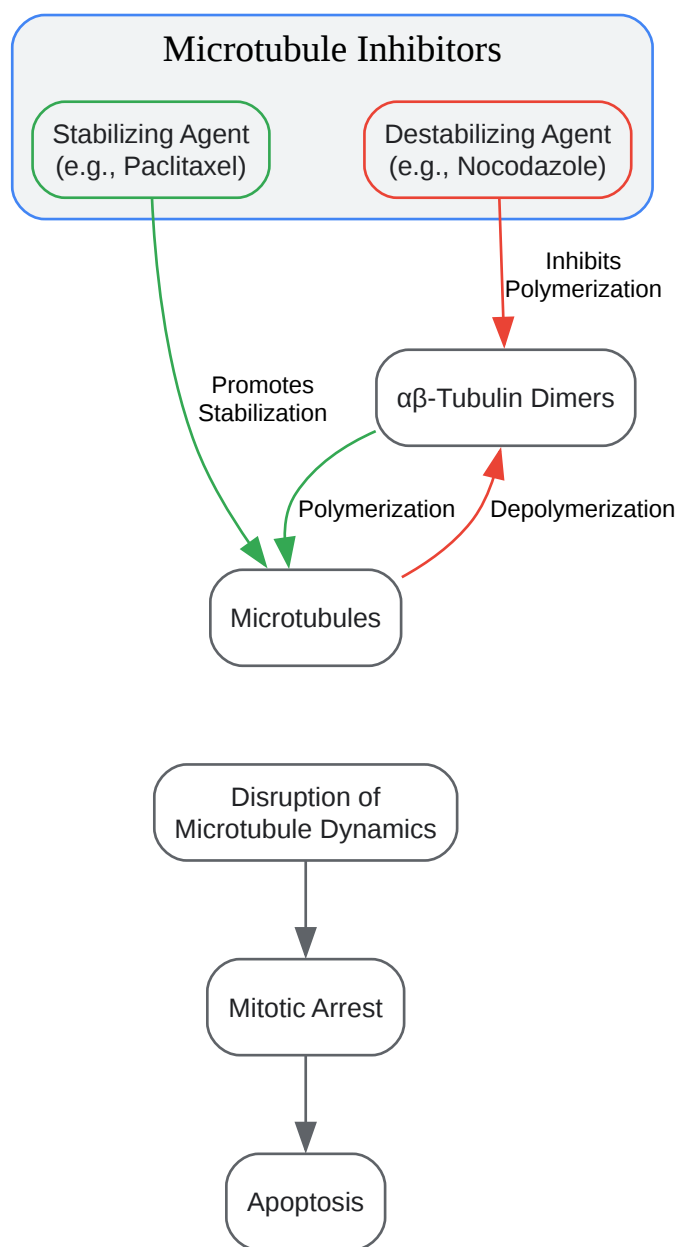 Microtubule Inhibitors
Stabilizing Agent
(e.g., Paclitaxel)
Destabilizing Agent
(e.g., Nocodazole)
Inhibits
Polymerization
Promotes
Stabilization
αβ-Tubulin Dimers
Polymerization
Depolymerization
Microtubules
Disruption of
Microtubule Dynamics
Mitotic Arrest
Apoptosis